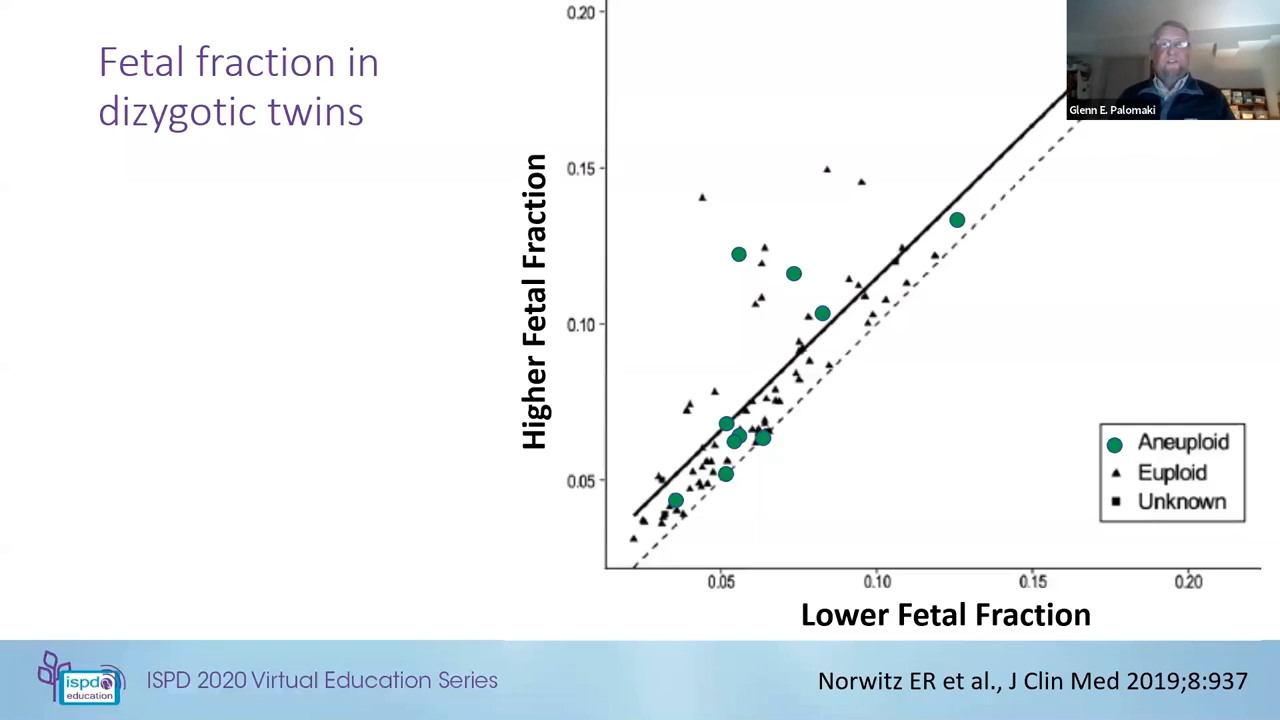 Fetal fraction in
dizygotic twins
Glenn E. Palomaki
Higher Fetal Fraction
0.20
0.15
0.10
0.05
0.05
0.10
0.15
0.20
Lower Fetal Fraction
Aneuploid
Euploid
Unknown
ispd
education
ISPD 2020 Virtual Education Series
Norwitz ER et al., J Clin Med 2019;8:937